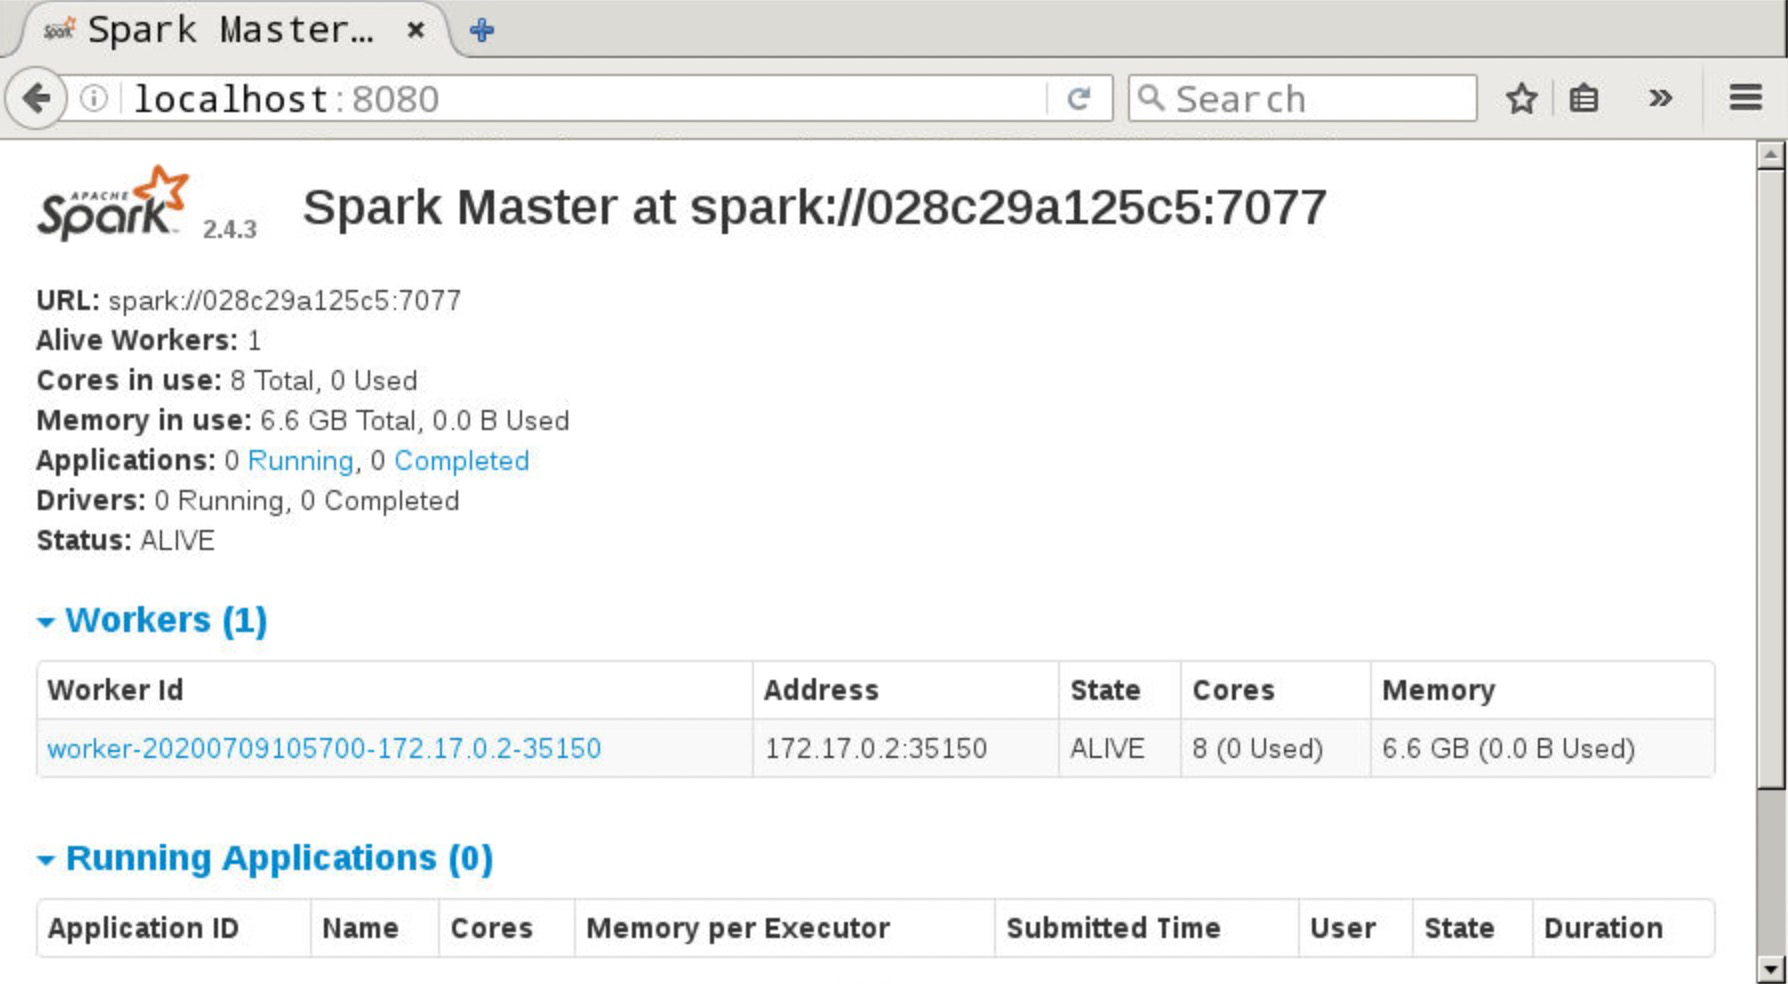 Spark Master...
localhost:8080
Search
APACHE
Spark 2.4.3 Spark Master at spark://028c29a125c5:7077
URL: spark://028c29a125c5:7077
Alive Workers: 1
Cores in use: 8 Total, 0 Used
Memory in use: 6.6 GB Total, 0.0 B Used
Applications: 0 Running, 0 Completed
Drivers: 0 Running, 0 Completed
Status: ALIVE
Workers (1)
Worker Id Address State Cores Memory
worker-20200709105700-172.17.0.2-35150 172.17.0.2:35150 ALIVE 8 (0 Used) 6.6 GB (0.0 B Used)
Running Applications (0)
Application ID Name Cores Memory per Executor Submitted Time User State Duration